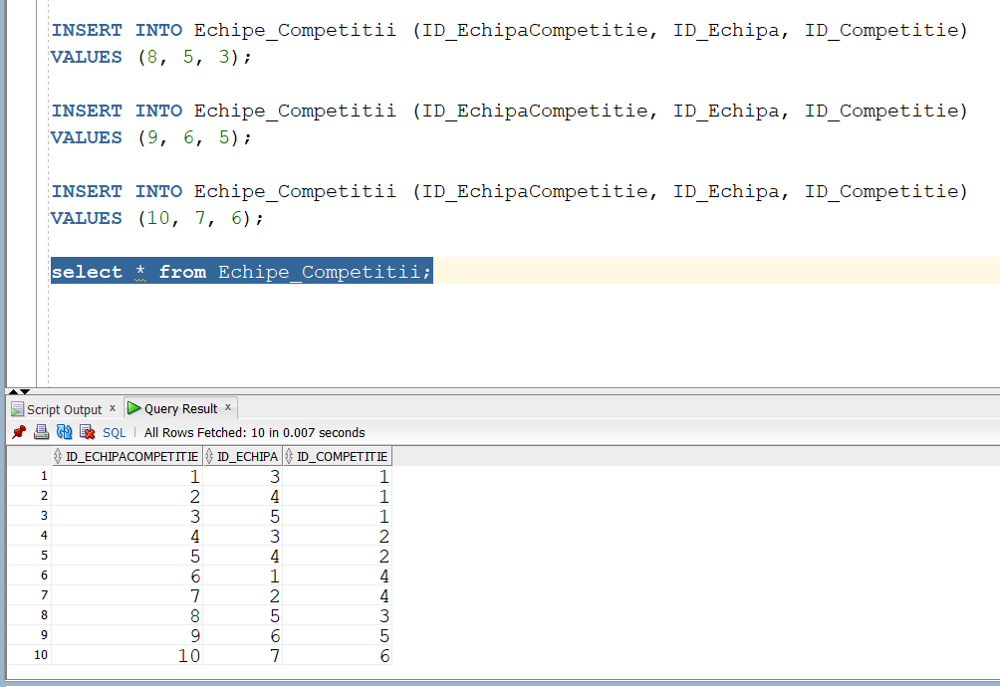 INSERT INTO Echipe_Competitii (ID_EchipaCompetitie, ID_Echipa, ID_Competitie)
VALUES (8, 5, 3);
INSERT INTO Echipe_Competitii (ID_EchipaCompetitie, ID_Echipa, ID_Competitie)
VALUES (9, 6, 5);
INSERT INTO Echipe_Competitii (ID_EchipaCompetitie, ID_Echipa, ID_Competitie)
VALUES (10, 7, 6);
select * from Echipe_Competitii;
Script Output x Query Result x
SQL | All Rows Fetched: 10 in 0.007 seconds
ID_ECHIPACOMPETITIE ID_ECHIPA ID_COMPETITIE
1 1 3 1
2 2 4 1
3 3 5 1
4 4 3 2
5 5 4 2
6 6 1 4
7 7 2 4
8 8 5 3
9 9 6 5
10 10 7 6